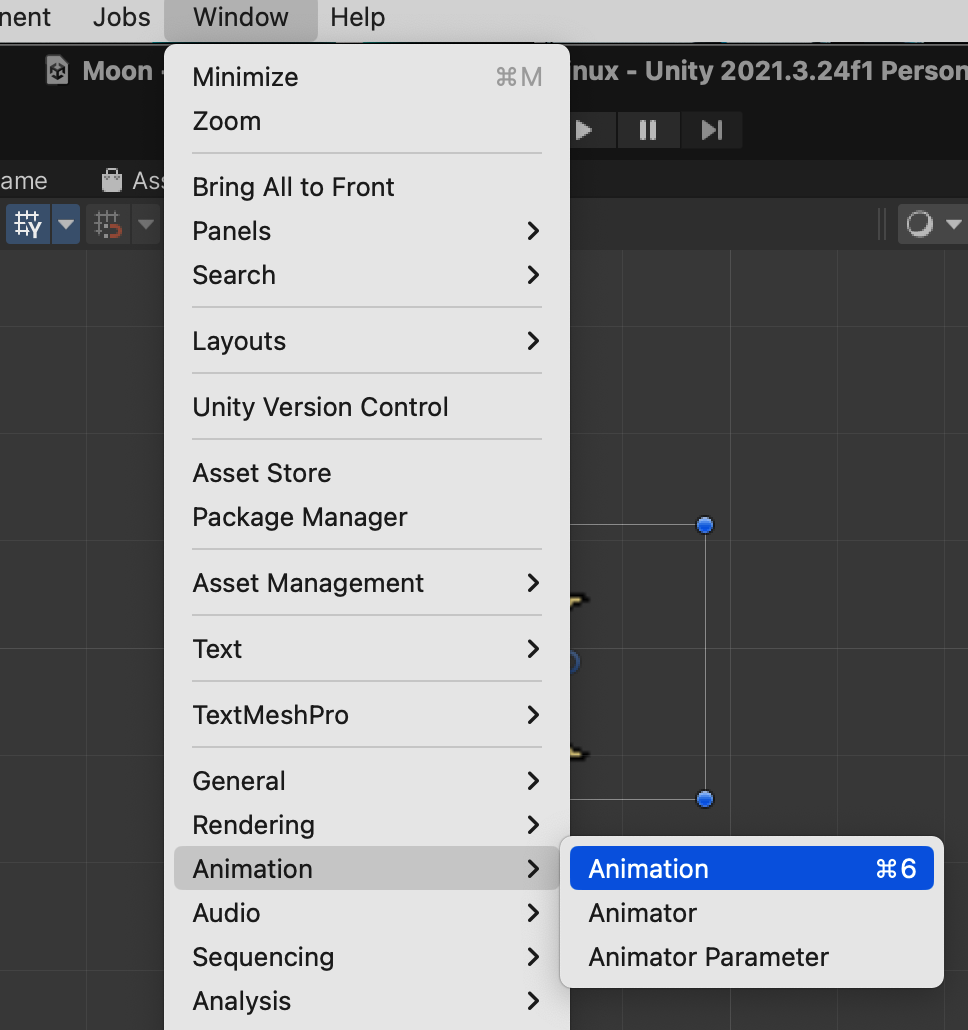 nent Jobs Window Help
Moon - inux - Unity 2021.3.24f1 Person
ame Ass
Y
Minimize ⌘M
Zoom
Bring All to Front
Panels
Search
Layouts
Unity Version Control
Asset Store
Package Manager
Asset Management
Text
TextMeshPro
General
Rendering
Animation
Audio
Sequencing
Analysis
Animation ⌘6
Animator
Animator Parameter